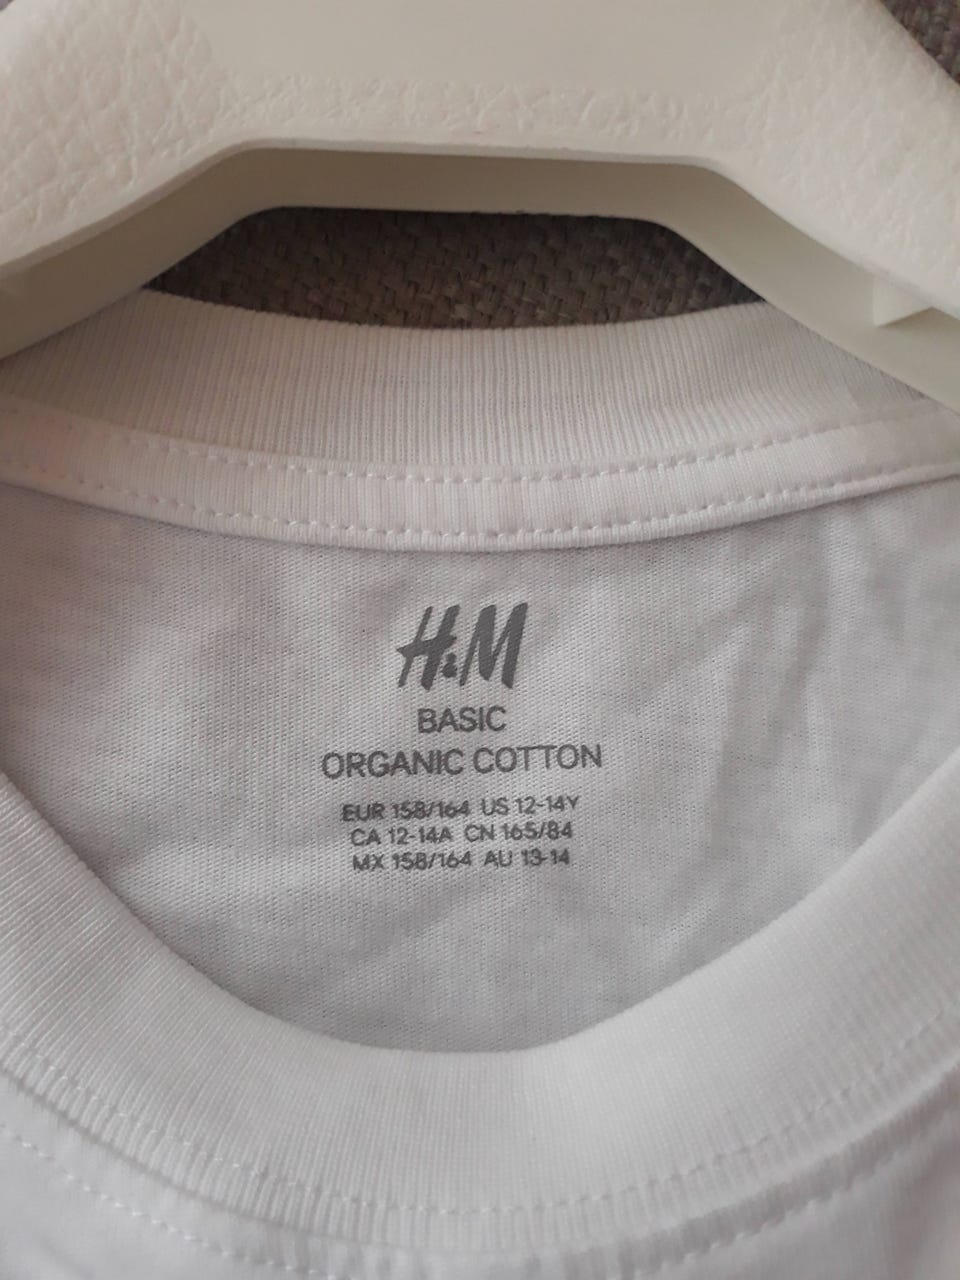 H&M
BASIC
ORGANIC COTTON
EUR 158/164 US 12-14Y
CA 12-14A CN 165/84
MX 158/164 AU 13-14